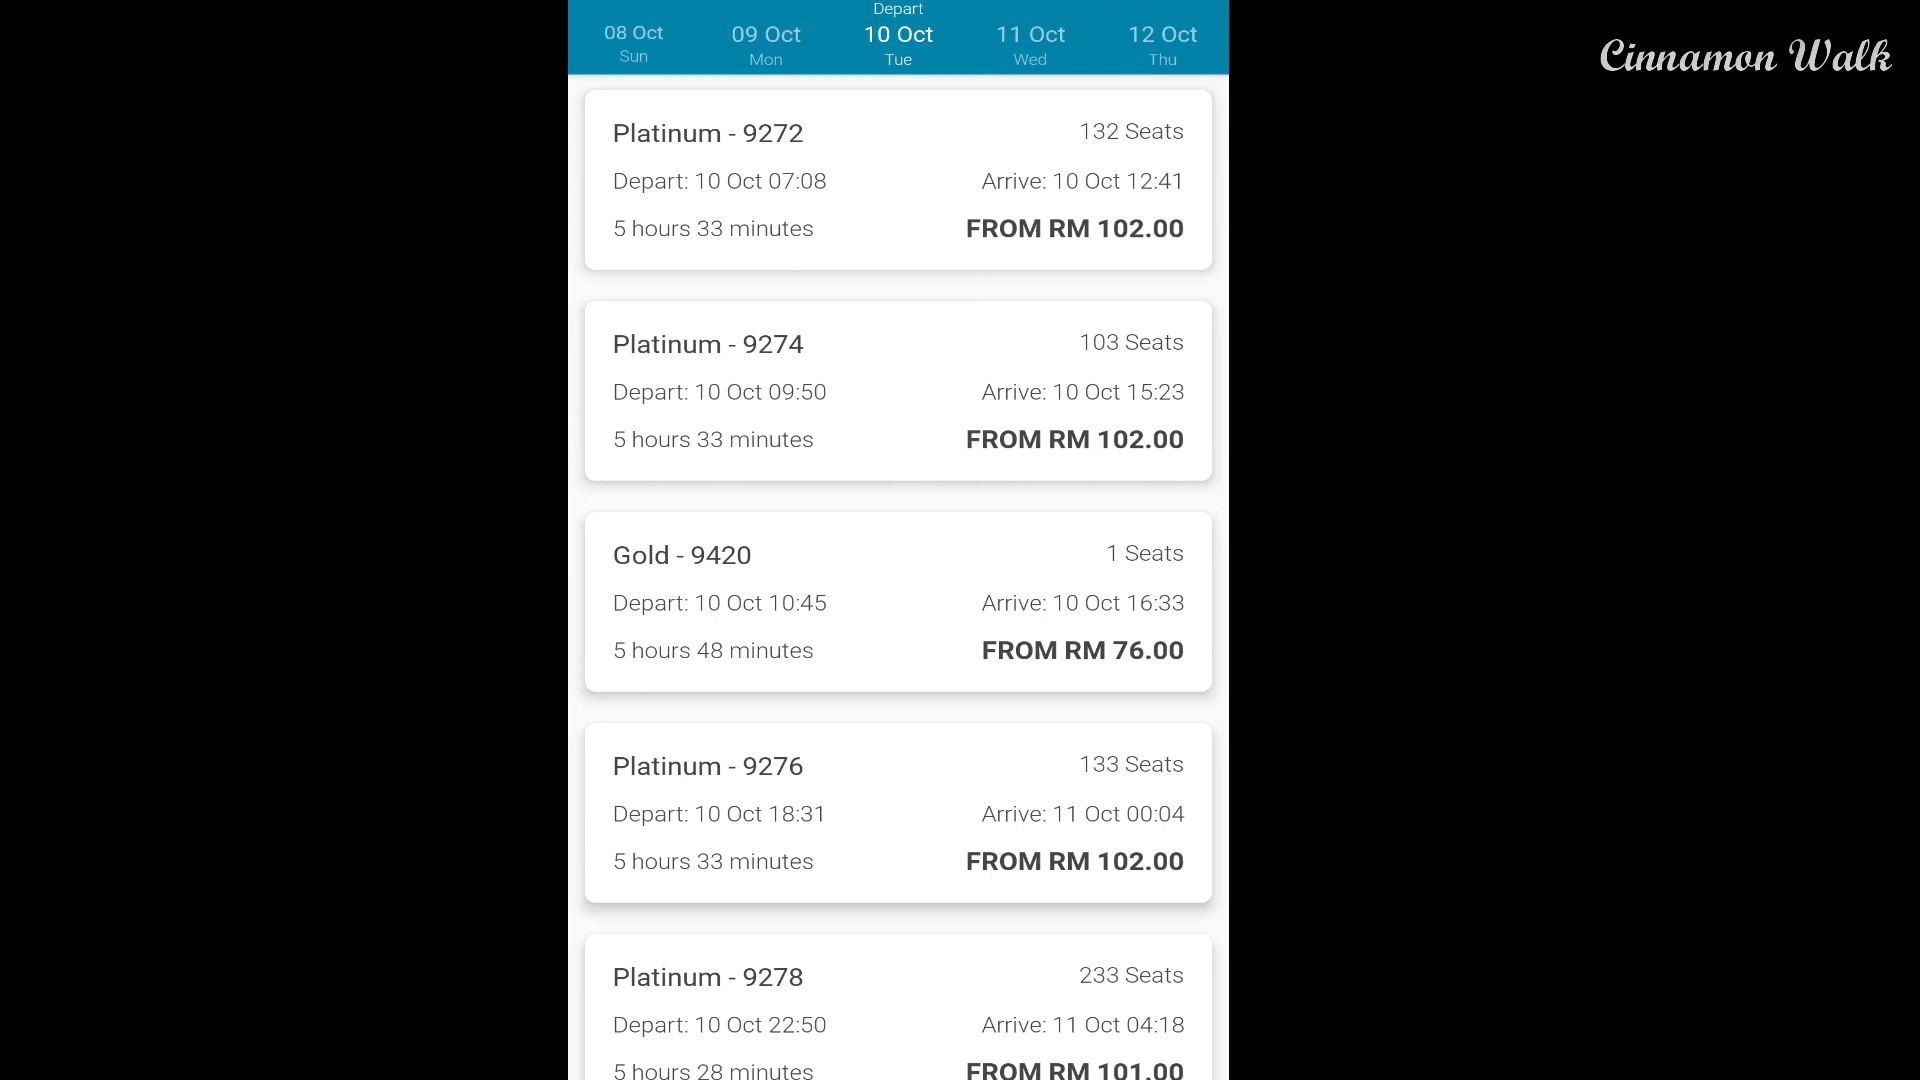 Depart
08 Oct 09 Oct 10 Oct 11 Oct 12 Oct
Sun Mon Tue Wed Thu
Cinnamon Walk
Platinum - 9272 132 Seats
Depart: 10 Oct 07:08 Arrive: 10 Oct 12:41
5 hours 33 minutes FROM RM 102.00
Platinum - 9274 103 Seats
Depart: 10 Oct 09:50 Arrive: 10 Oct 15:23
5 hours 33 minutes FROM RM 102.00
Gold - 9420 1 Seats
Depart: 10 Oct 10:45 Arrive: 10 Oct 16:33
5 hours 48 minutes FROM RM 76.00
Platinum - 9276 133 Seats
Depart: 10 Oct 18:31 Arrive: 11 Oct 00:04
5 hours 33 minutes FROM RM 102.00
Platinum - 9278 233 Seats
Depart: 10 Oct 22:50 Arrive: 11 Oct 04:18
5 hours 28 minutes FROM RM 101.00